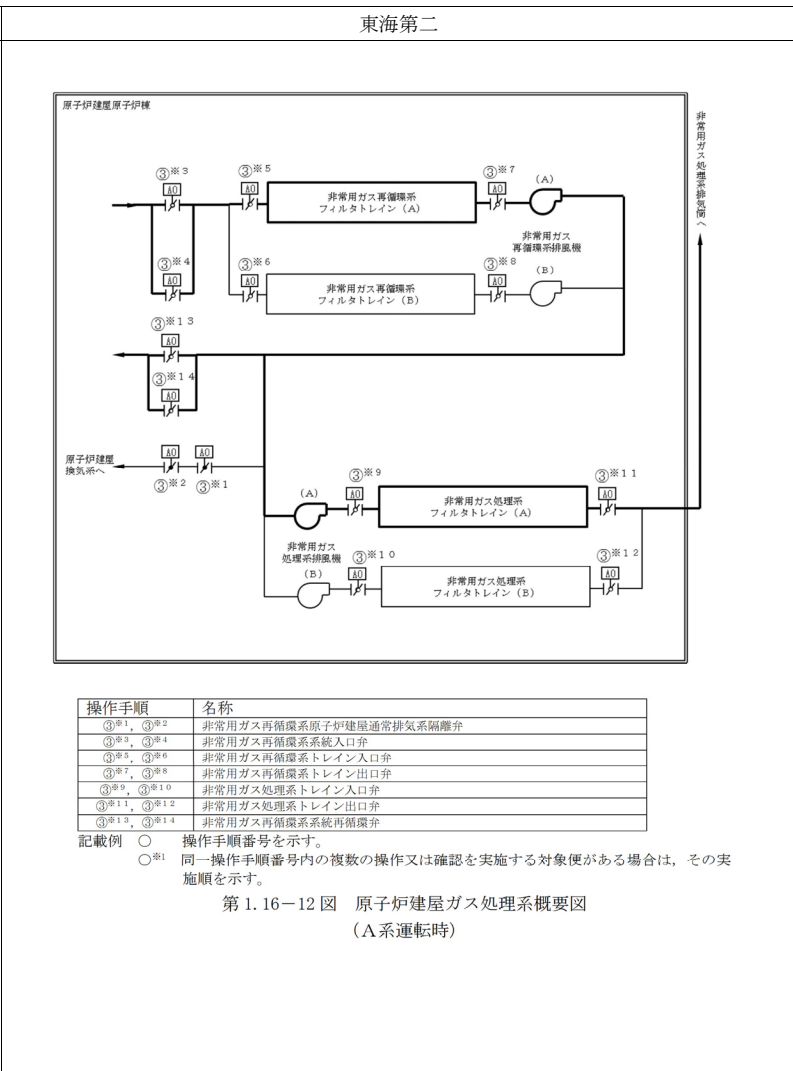 東海第二
原子炉建屋原子炉棟
非常用ガス処理系排気筒へ
③※3
AO
③※5
AO
非常用ガス再循環系
フィルタトレイン（A）
③※7
AO
（A）
③※4
AO
③※6
AO
非常用ガス再循環系
フィルタトレイン（B）
③※8
AO
非常用ガス
再循環系排風機
（B）
③※13
AO
③※14
AO
原子炉建屋
換気系へ
AO
AO
③※2
③※1
（A）
③※9
AO
非常用ガス処理系
フィルタトレイン（A）
③※11
AO
非常用ガス
処理系排風機
（B）
③※10
AO
非常用ガス処理系
フィルタトレイン（B）
③※12
AO
操作手順 名称
③※1，③※2 非常用ガス再循環系原子炉建屋通常排気系隔離弁
③※3，③※4 非常用ガス再循環系系統入口弁
③※5，③※6 非常用ガス再循環系トレイン入口弁
③※7，③※8 非常用ガス再循環系トレイン出口弁
③※9，③※10 非常用ガス処理系トレイン入口弁
③※11，③※12 非常用ガス処理系トレイン出口弁
③※13，③※14 非常用ガス再循環系系統再循環弁
記載例 ○ 操作手順番号を示す。
○※1 同一操作手順番号内の複数の操作又は確認を実施する対象便がある場合は，その実
施順を示す。
第 1.16－12 図 原子炉建屋ガス処理系概要図
（A系運転時）